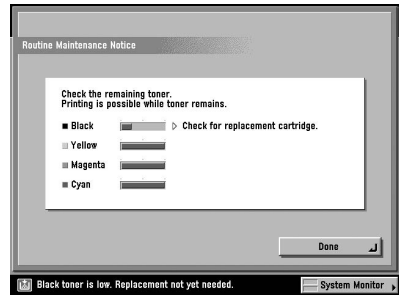 Routine Maintenance Notice
Check the remaining toner.
Printing is possible while toner remains.
Black
Check for replacement cartridge.
Yellow
Magenta
Cyan
Done
Black toner is low. Replacement not yet needed.
System Monitor